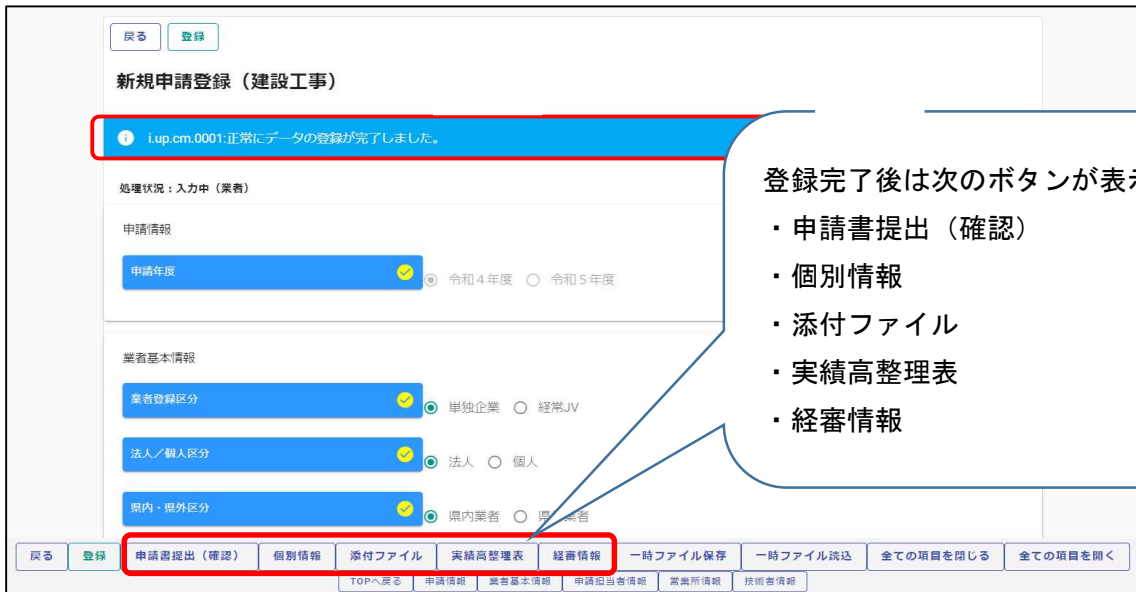 戻る 登録
新規申請登録（建設工事）
i.up.cm.0001:正常にデータの登録が完了しました。
処理状況：入力中（業者）
申請情報
申請年度 令和４年度 令和５年度
業者基本情報
業者登録区分 単独企業 経常JV
法人／個人区分 法人 個人
県内・県外区分 県内業者 県 業者
登録完了後は次のボタンが表示
・申請書提出（確認）
・個別情報
・添付ファイル
・実績高整理表
・経審情報
戻る 登録 申請書提出（確認） 個別情報 添付ファイル 実績高整理表 経審情報 一時ファイル保存 一時ファイル読込 全ての項目を閉じる 全ての項目を開く
TOPへ戻る 申請情報 業者基本情報 申請担当者情報 営業所情報 技術者情報